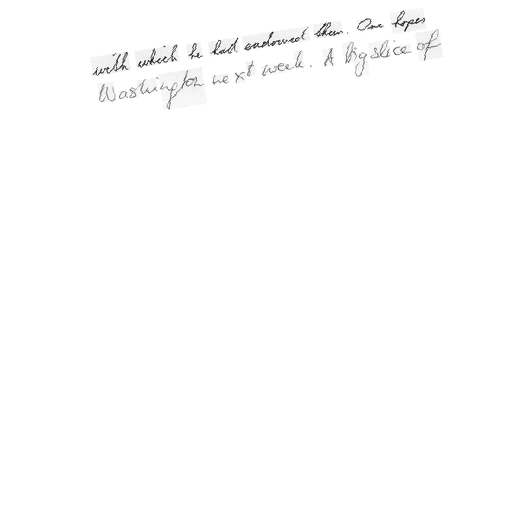 with which he had endowed them. One hopes
Washington next week. A big slice of